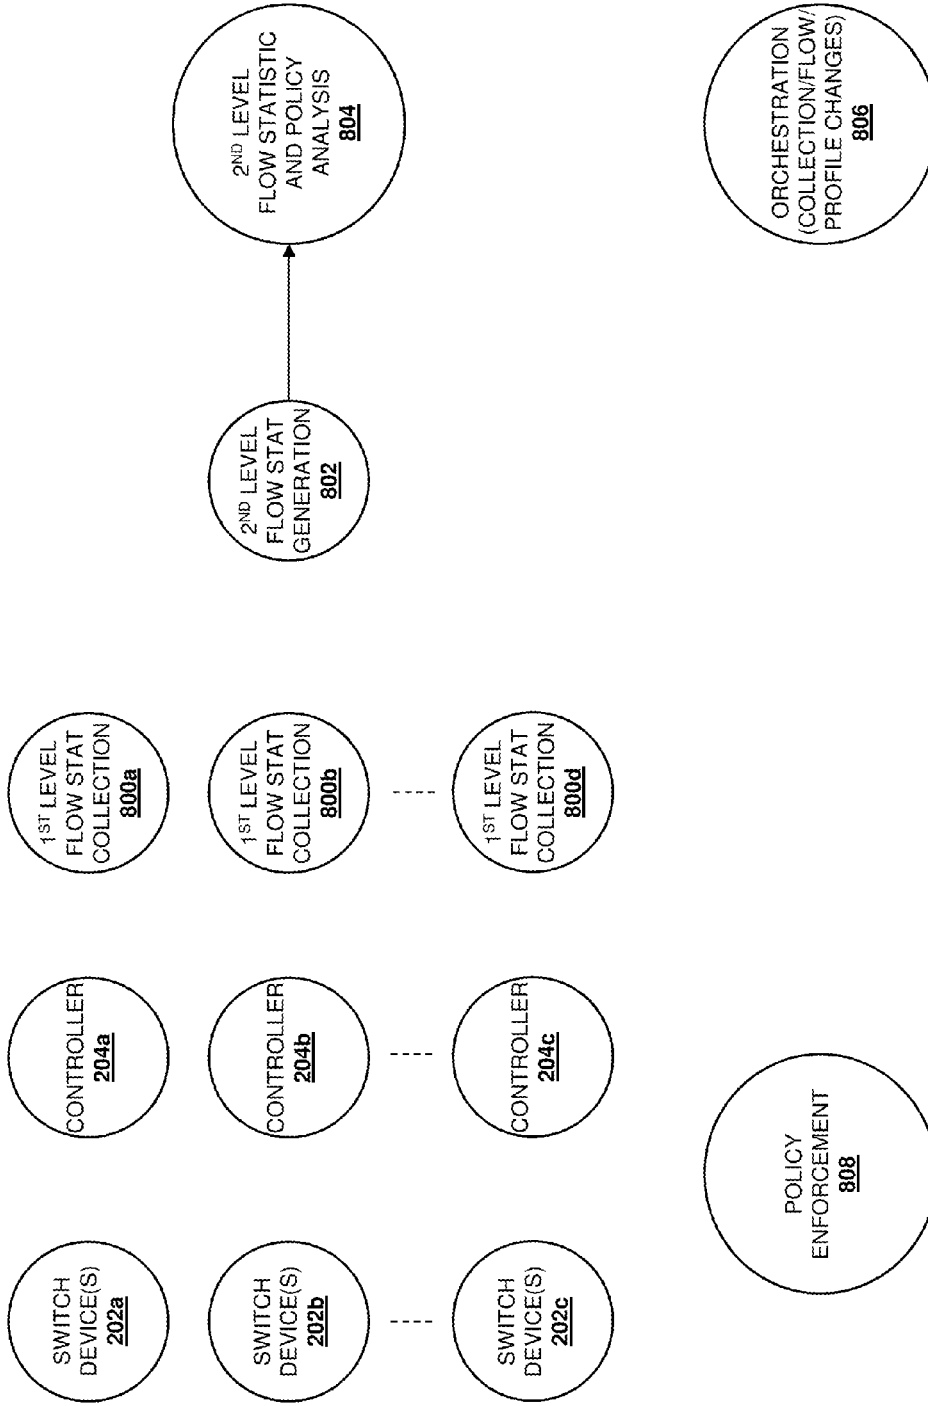 SWITCH
DEVICE(S)
202a
CONTROLLER
204a
1ST LEVEL
FLOW STAT
COLLECTION
800a
SWITCH
DEVICE(S)
202b
CONTROLLER
204b
1ST LEVEL
FLOW STAT
COLLECTION
800b
2ND LEVEL
FLOW STAT
GENERATION
802
2ND LEVEL
FLOW STATISTIC
AND POLICY
ANALYSIS
804
SWITCH
DEVICE(S)
202c
CONTROLLER
204c
1ST LEVEL
FLOW STAT
COLLECTION
800d
POLICY
ENFORCEMENT
808
ORCHESTRATION
(COLLECTION/FLOW/
PROFILE CHANGES)
806